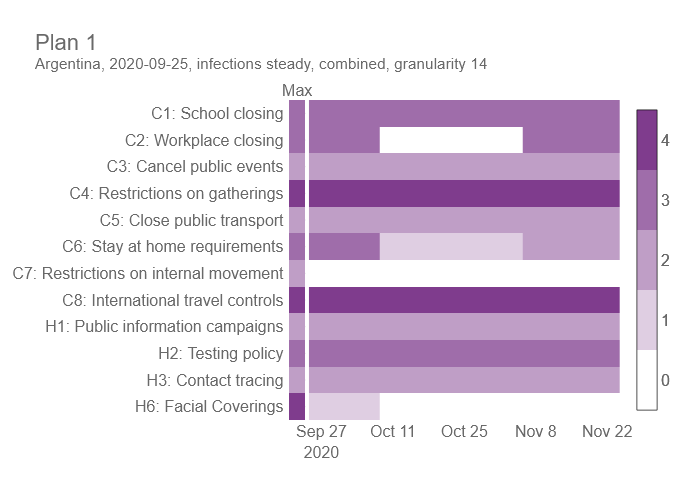 Plan 1
Argentina, 2020-09-25, infections steady, combined, granularity 14
Max
C1: School closing
C2: Workplace closing
C3: Cancel public events
C4: Restrictions on gatherings
C5: Close public transport
C6: Stay at home requirements
C7: Restrictions on internal movement
C8: International travel controls
H1: Public information campaigns
H2: Testing policy
H3: Contact tracing
H6: Facial Coverings
Sep 27 Oct 11 Oct 25 Nov 8 Nov 22
2020
4
3
2
1
0